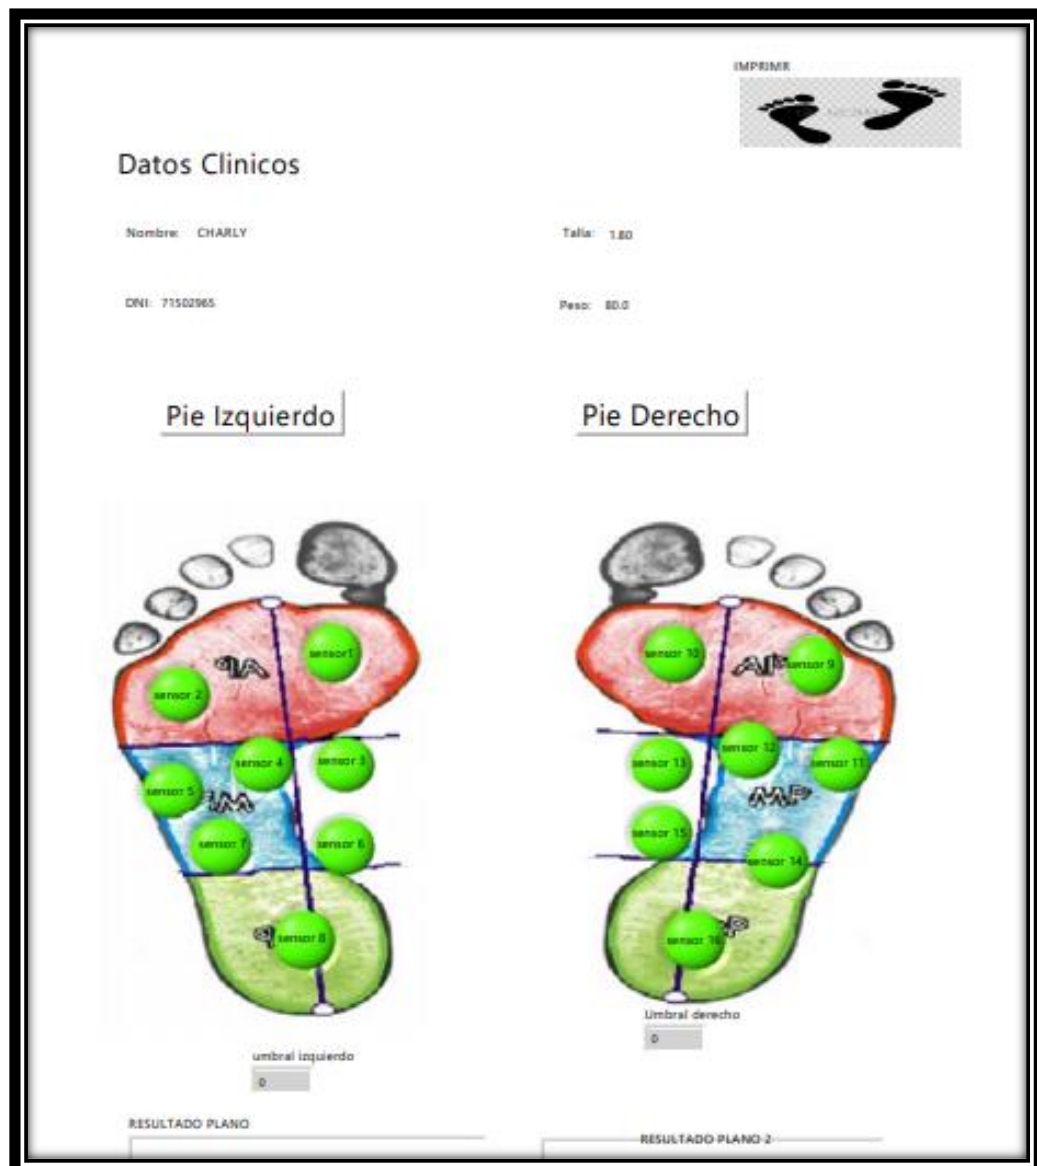 IMPRIMIR
Datos Clinicos
Nombre: CHARLY
Talla: 1.80
DNI: 71502965
Peso: 80.0
Pie Izquierdo
Pie Derecho
sensor1
sensor 2
sensor 4
sensor 3
sensor 5
sensor 7
sensor 6
sensor 8
sensor 10
AP
sensor 9
sensor 12
sensor 13
sensor 11
MP
sensor 15
sensor 14
sensor 16
Umbral derecho
0
umbral izquierdo
0
RESULTADO PLANO
RESULTADO PLANO 2